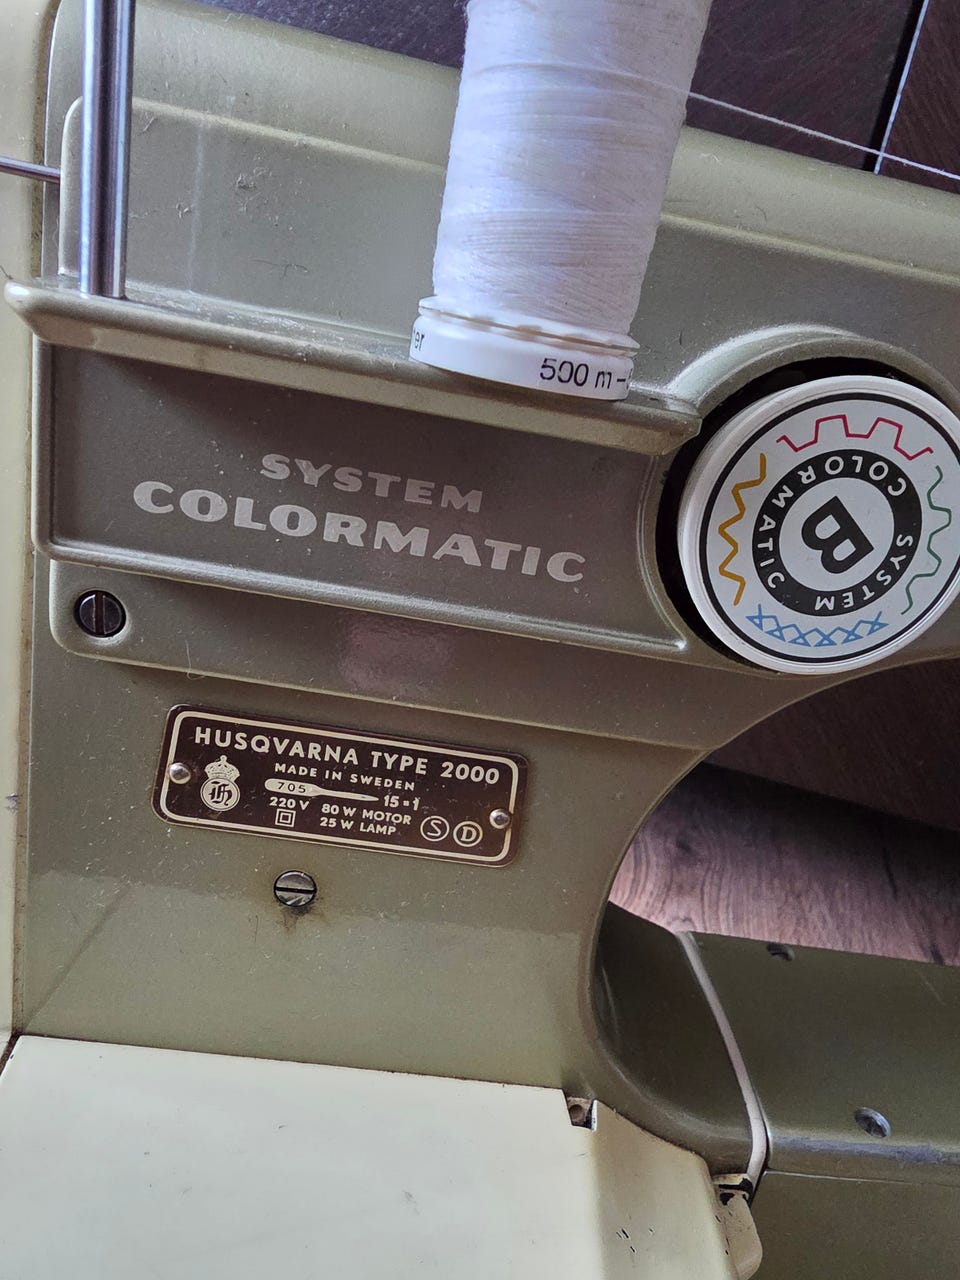 er
500 m-
SYSTEM
COLORMATIC
COLORMATIC SYSTEM
B
HUSQVARNA TYPE 2000
MADE IN SWEDEN
705
15=1
220 V 80 W MOTOR
25 W LAMP
S D
H